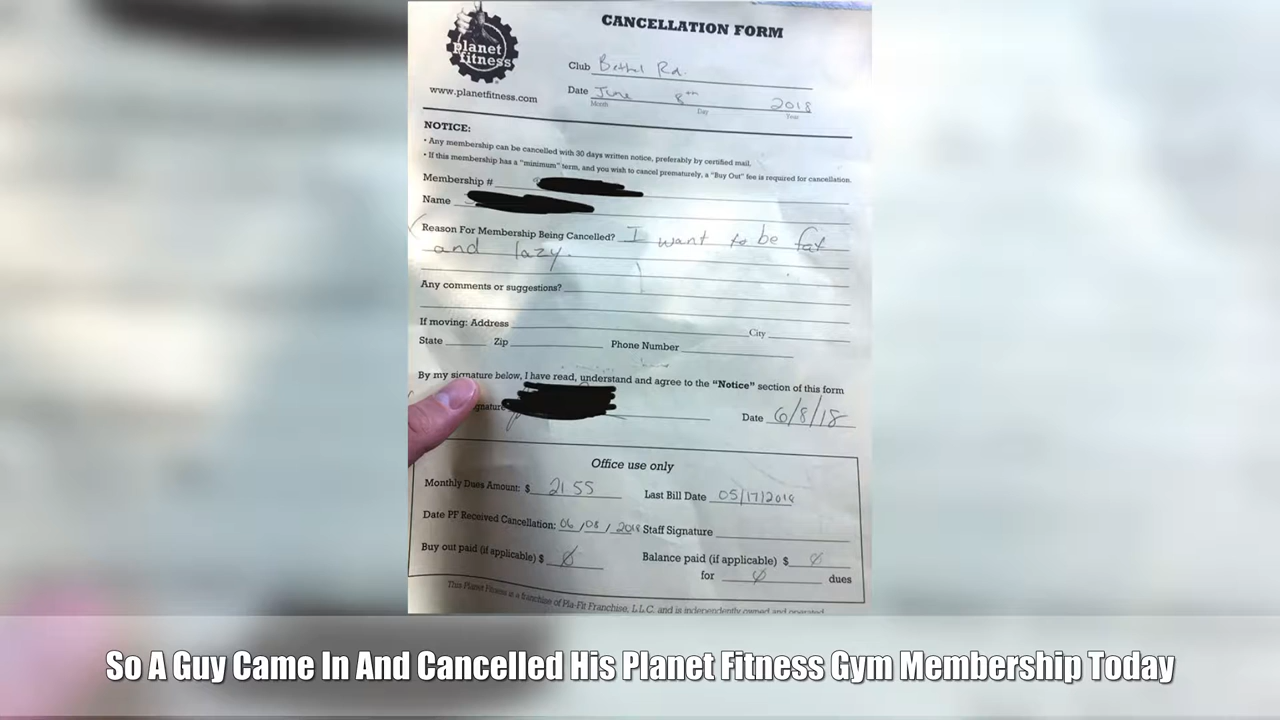 planet
fitness
www.planetfitness.com
CANCELLATION FORM
Club Bethel Rd.
Date June 8th 2018
Month Day Year
NOTICE:
• Any membership can be cancelled with 30 days written notice, preferably by certified mail.
• If this membership has a "minimum" term, and you wish to cancel prematurely, a "Buy Out" fee is required for cancellation.
Membership #
Name
Reason For Membership Being Cancelled? I want to be fat
and lazy.
Any comments or suggestions?
If moving: Address City
State Zip Phone Number
By my signature below, I have read, understand and agree to the "Notice" section of this form
gnature Date 6/8/18
Office use only
Monthly Dues Amount: $ 21.55 Last Bill Date 05/17/2018
Date PF Received Cancellation: 06/08/2018 Staff Signature
Buy out paid (if applicable) $ 0 Balance paid (if applicable) $ 0
for 0 dues
This Planet Fitness is a franchise of Pla-Fit Franchise, L.L.C. and is independently owned and operated
So A Guy Came In And Cancelled His Planet Fitness Gym Membership Today